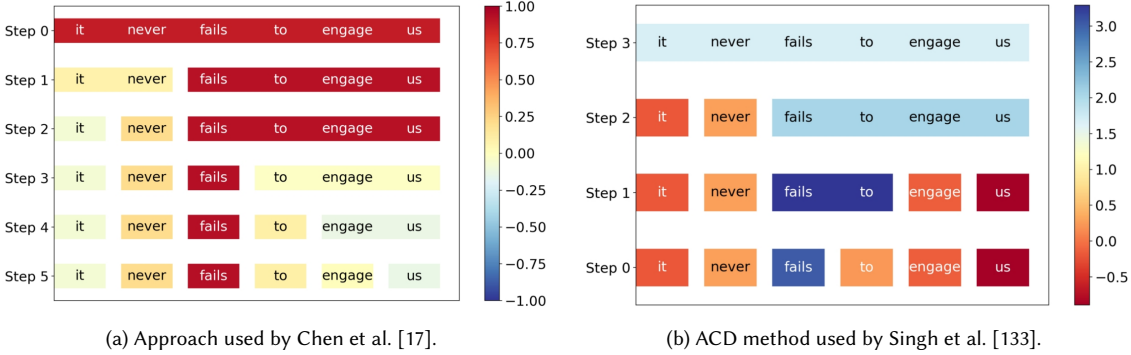 Step 0 it never fails to engage us
Step 1 it never fails to engage us
Step 2 it never fails to engage us
Step 3 it never fails to engage us
Step 4 it never fails to engage us
Step 5 it never fails to engage us
1.00
0.75
0.50
0.25
0.00
−0.25
−0.50
−0.75
−1.00
(a) Approach used by Chen et al. [17].
Step 3 it never fails to engage us
Step 2 it never fails to engage us
Step 1 it never fails to engage us
Step 0 it never fails to engage us
3.0
2.5
2.0
1.5
1.0
0.5
0.0
−0.5
(b) ACD method used by Singh et al. [133].